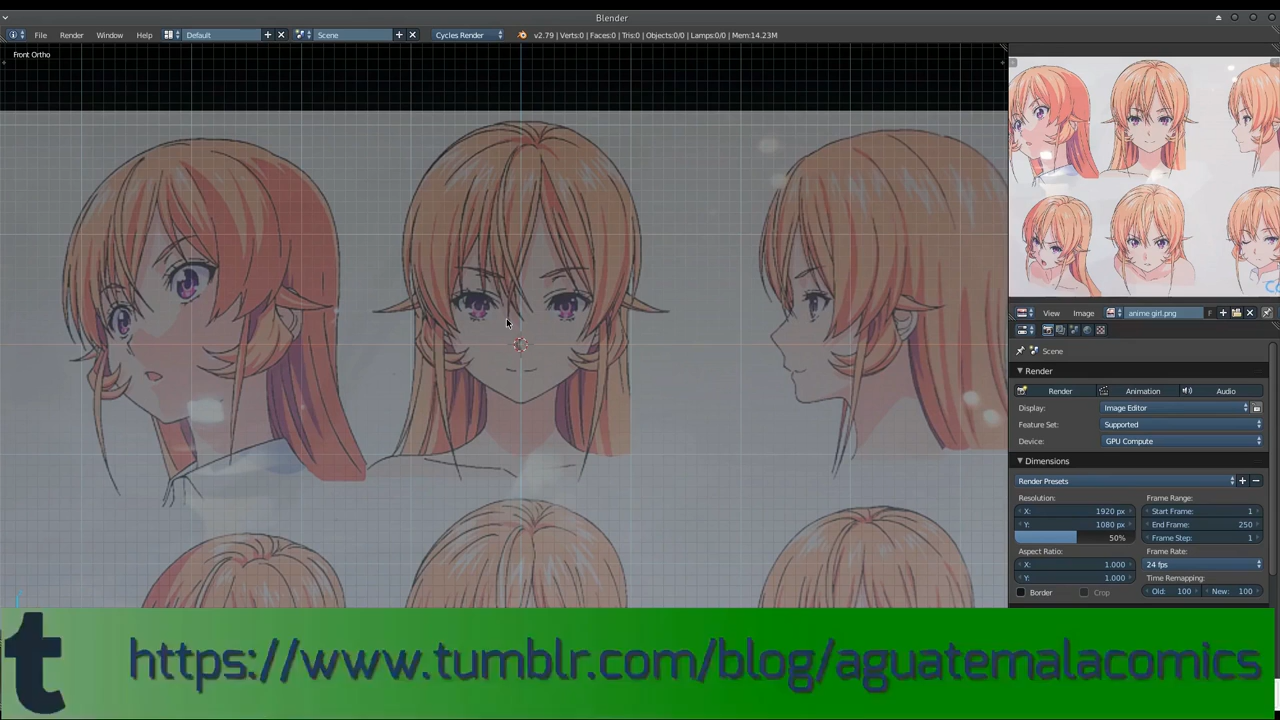 Blender
File Render Window Help Default Scene Cycles Render v2.79 | Verts:0 | Faces:0 | Tris:0 | Objects:0/0 | Lamps:0/0 | Mem:14.23M
Front Ortho
View Image anime girl.png F
Scene
Render
Render Animation Audio
Display: Image Editor
Feature Set: Supported
Device: GPU Compute
Dimensions
Render Presets
Resolution: Frame Range:
X: 1920 px Start Frame: 1
Y: 1080 px End Frame: 250
50% Frame Step: 1
Aspect Ratio: Frame Rate:
X: 1.000 24 fps
Y: 1.000 Time Remapping:
Border Crop Old: 100 New: 100
t https://www.tumblr.com/blog/aguatemalacomics